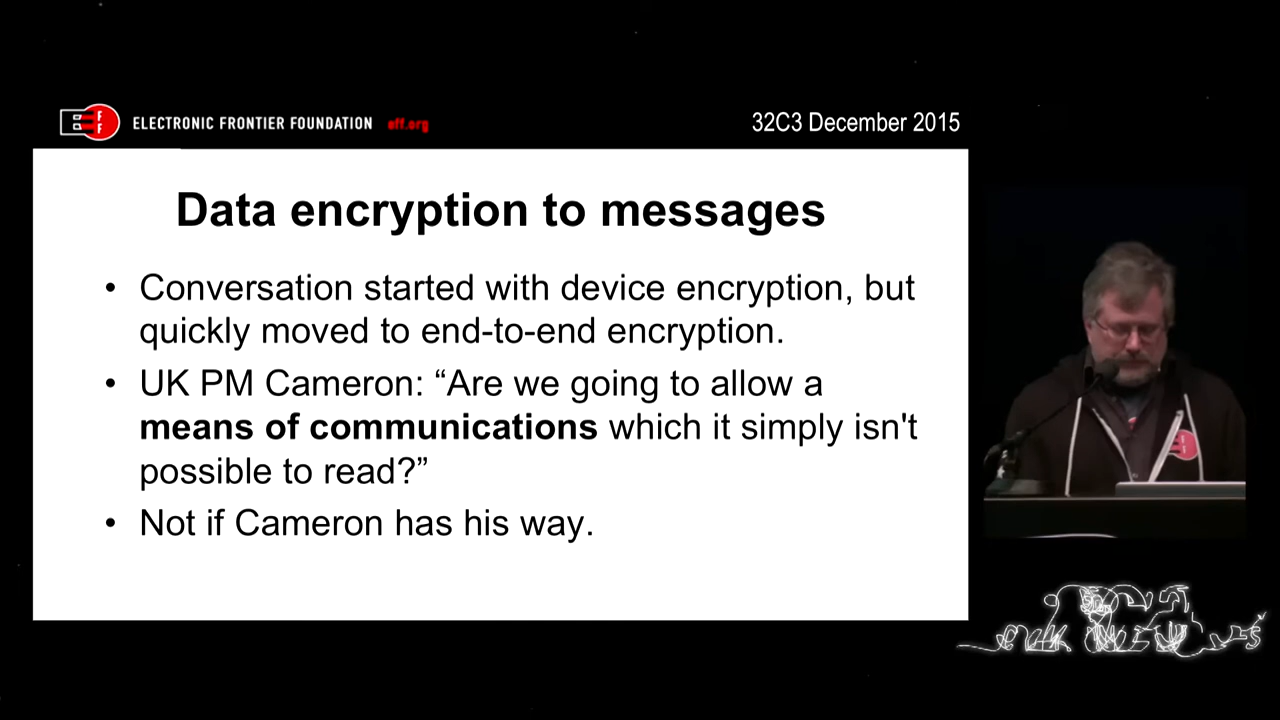 ELECTRONIC FRONTIER FOUNDATION eff.org
32C3 December 2015
Data encryption to messages
• Conversation started with device encryption, but
quickly moved to end-to-end encryption.
• UK PM Cameron: “Are we going to allow a
means of communications which it simply isn't
possible to read?”
• Not if Cameron has his way.